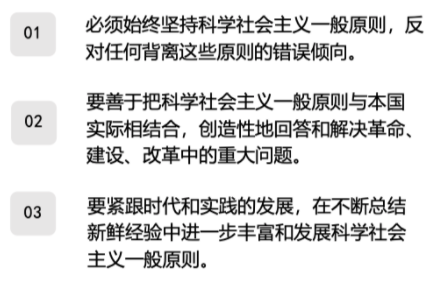 01
必须始终坚持科学社会主义一般原则，反
对任何背离这些原则的错误倾向。
02
要善于把科学社会主义一般原则与本国
实际相结合，创造性地回答和解决革命、
建设、改革中的重大问题。
03
要紧跟时代和实践的发展，在不断总结
新鲜经验中进一步丰富和发展科学社会
主义一般原则。